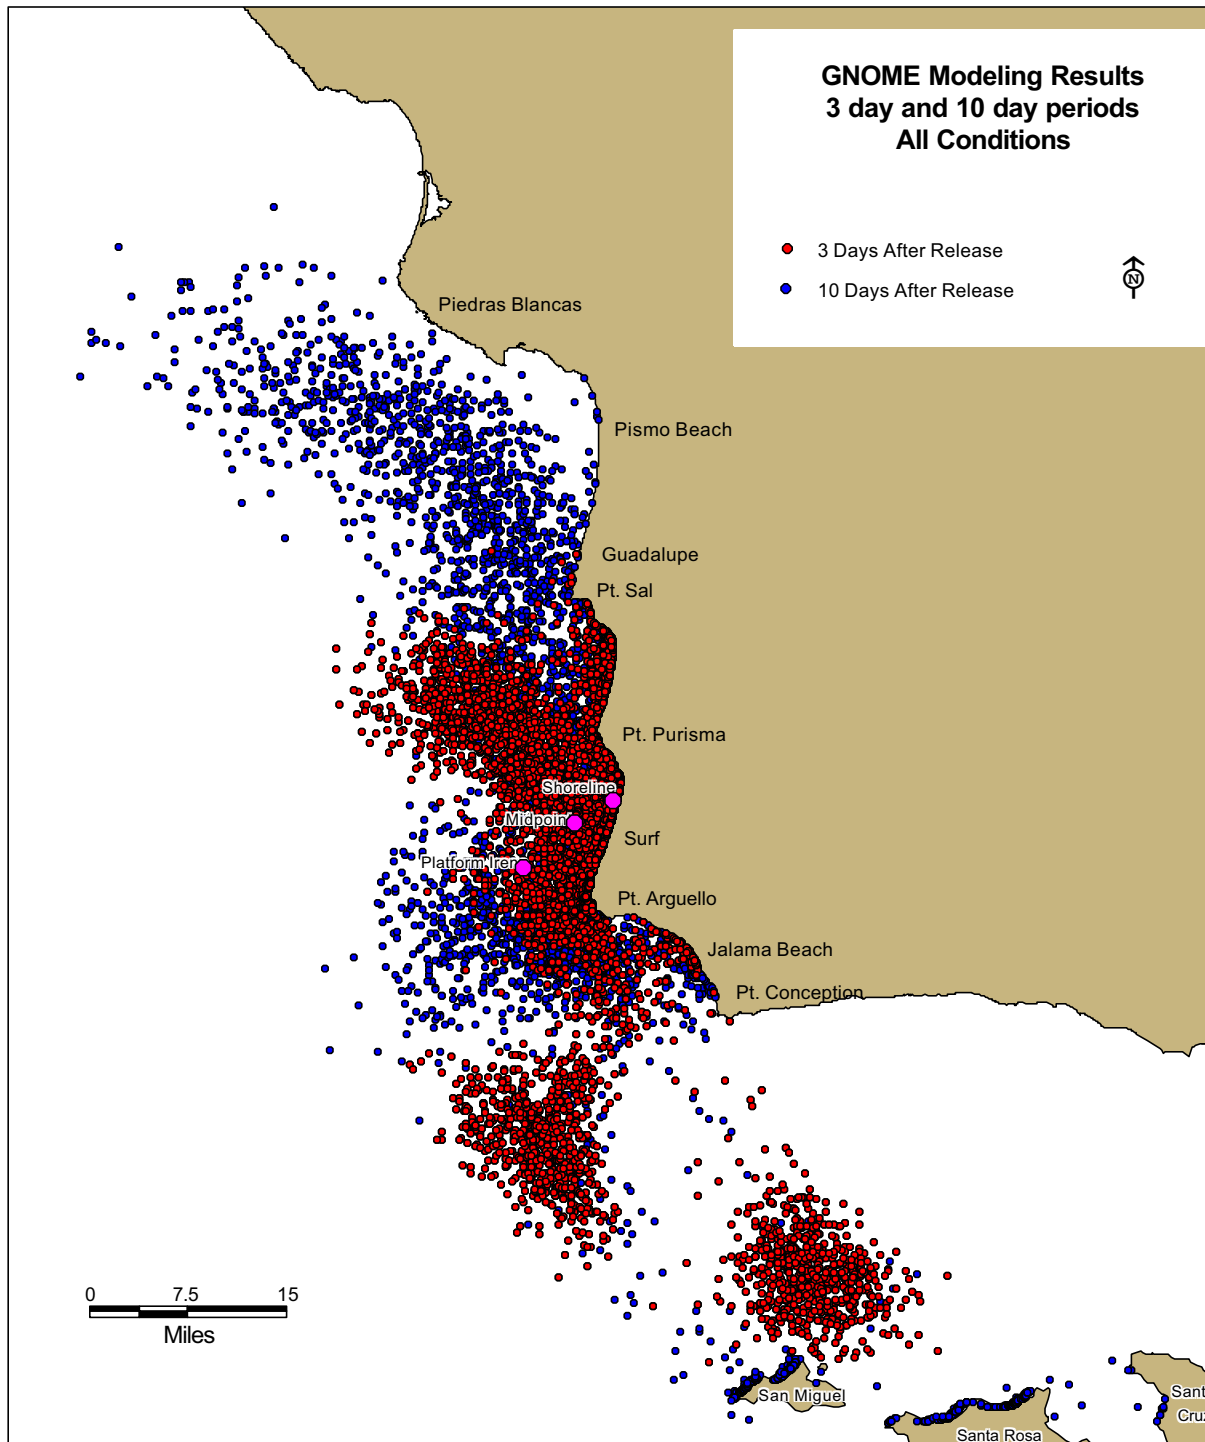 GNOME Modeling Results
3 day and 10 day periods
All Conditions
3 Days After Release
10 Days After Release
N
Piedras Blancas
Pismo Beach
Guadalupe
Pt. Sal
Pt. Purisma
Shoreline
Midpoin
Surf
Platform Iren
Pt. Arguello
Jalama Beach
Pt. Conception
0 7.5 15
Miles
San Miguel
Santa Rosa
Sant
Cruz